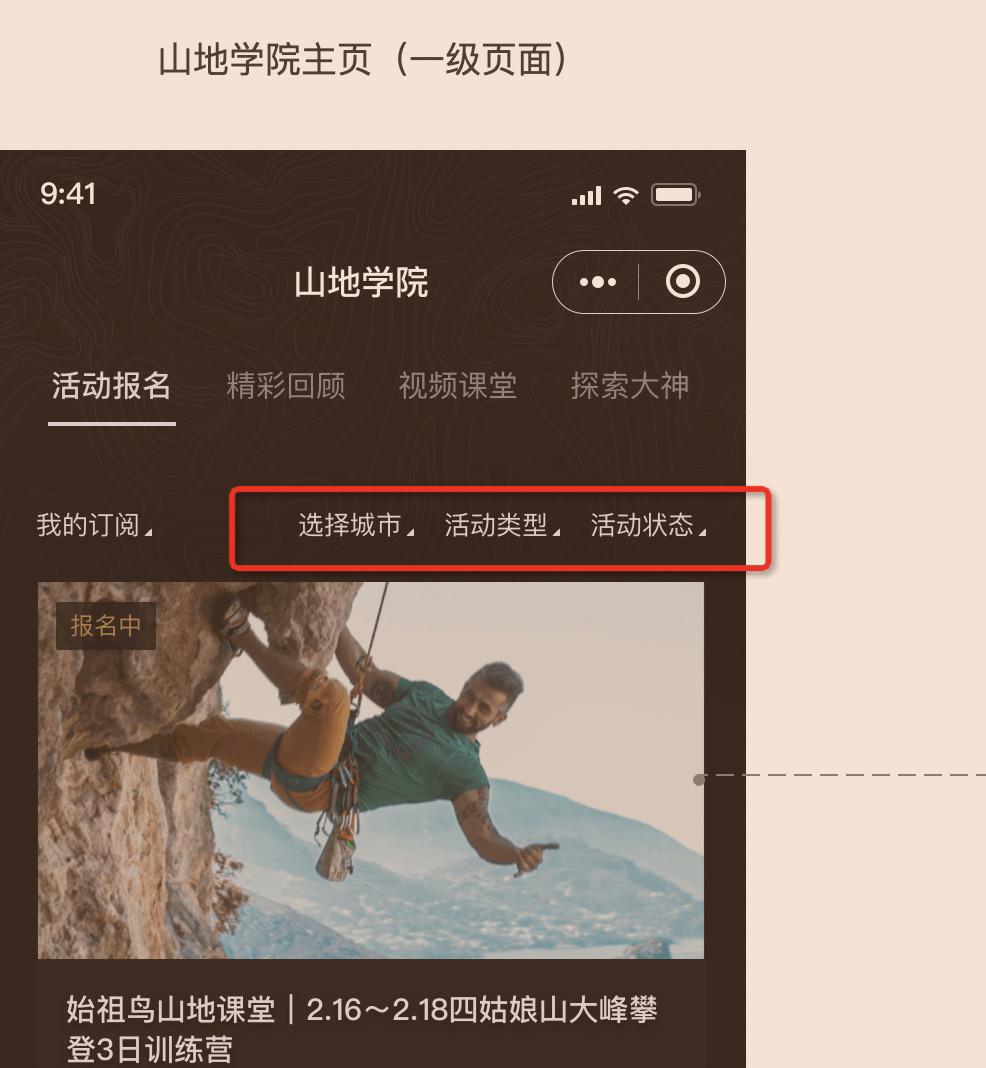 山地学院主页（一级页面）
9:41
山地学院
活动报名 精彩回顾 视频课堂 探索大神
我的订阅 选择城市 活动类型 活动状态
报名中
始祖鸟山地课堂｜2.16～2.18四姑娘山大峰攀
登3日训练营